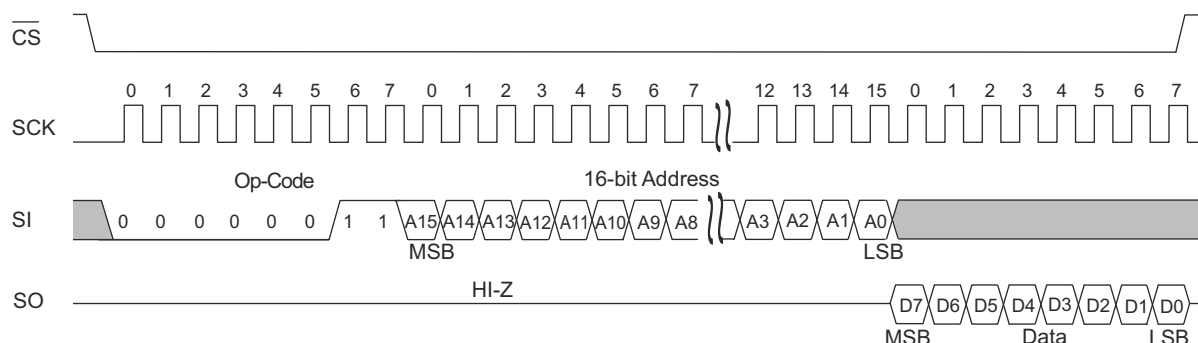 CS
0 1 2 3 4 5 6 7 0 1 2 3 4 5 6 7 12 13 14 15 0 1 2 3 4 5 6 7
SCK
Op-Code 16-bit Address
SI 0 0 0 0 0 0 1 1 A15 A14 A13 A12 A11 A10 A9 A8 A3 A2 A1 A0
MSB LSB
HI-Z
SO D7 D6 D5 D4 D3 D2 D1 D0
MSB Data LSB